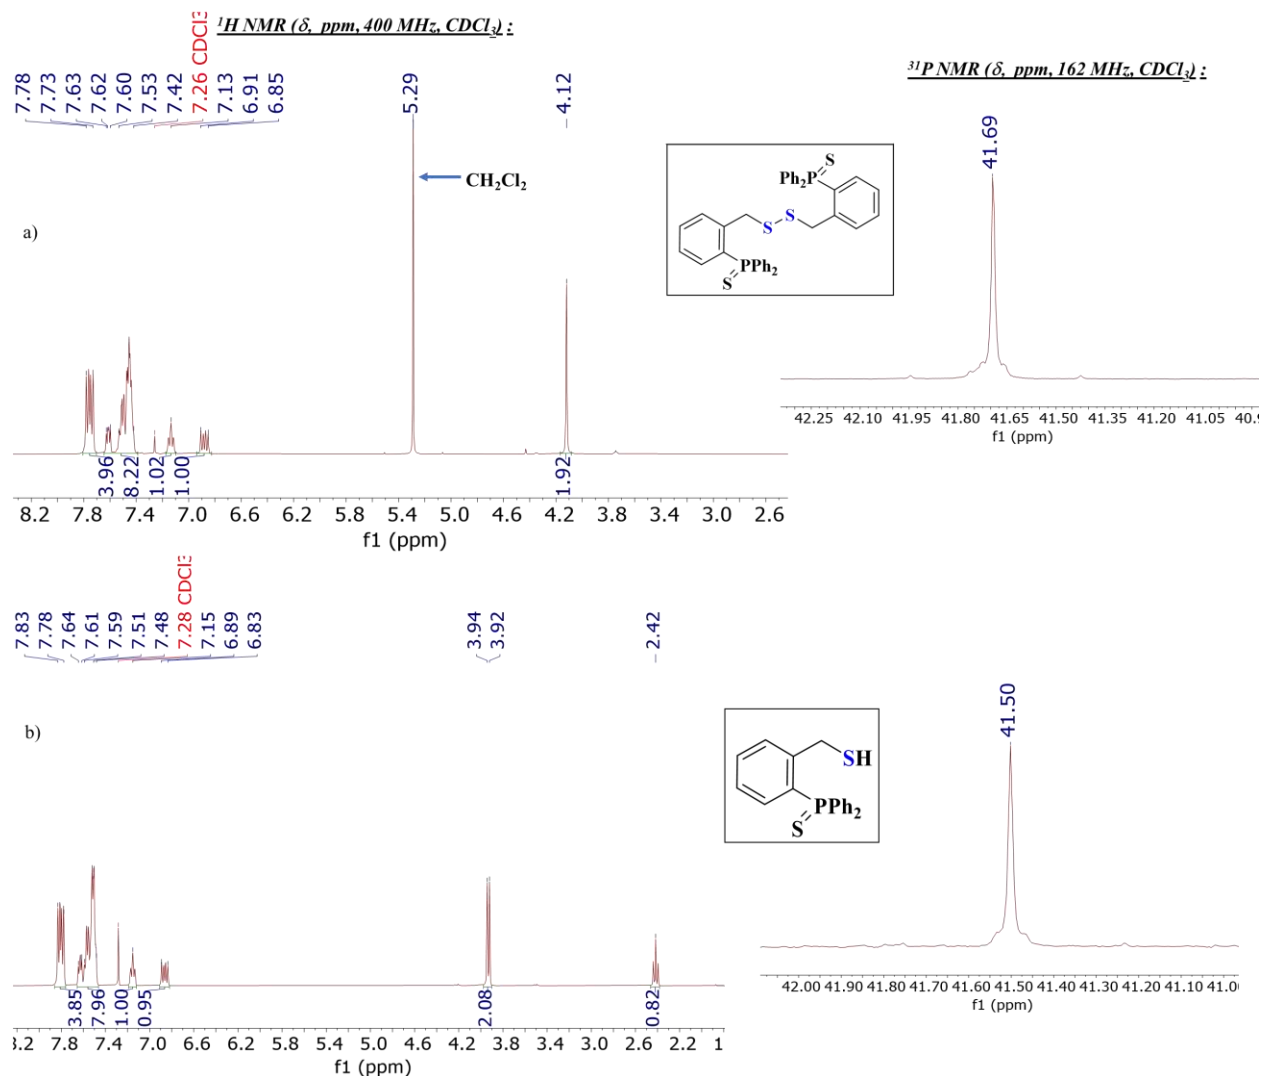 ¹H NMR (δ, ppm, 400 MHz, CDCl₃) :
³¹P NMR (δ, ppm, 162 MHz, CDCl₃) :
7.78
7.73
7.63
7.62
7.60
7.53
7.42
7.26 CDCl3
7.13
6.91
6.85
5.29
4.12
CH₂Cl₂
a)
3.96
8.22
1.02
1.00
1.92
8.2 7.8 7.4 7.0 6.6 6.2 5.8 5.4 5.0 4.6 4.2 3.8 3.4 3.0 2.6
f1 (ppm)
S
Ph₂P
S
S
PPh₂
S
41.69
42.25 42.10 41.95 41.80 41.65 41.50 41.35 41.20 41.05 40.9
f1 (ppm)
7.83
7.78
7.64
7.61
7.59
7.51
7.48
7.28 CDCl3
7.15
6.89
6.83
3.94
3.92
2.42
b)
3.85
7.96
1.00
0.95
2.08
0.82
3.2 7.8 7.4 7.0 6.6 6.2 5.8 5.4 5.0 4.6 4.2 3.8 3.4 3.0 2.6 2.2 1
f1 (ppm)
SH
PPh₂
S
41.50
42.00 41.90 41.80 41.70 41.60 41.50 41.40 41.30 41.20 41.10 41.00
f1 (ppm)